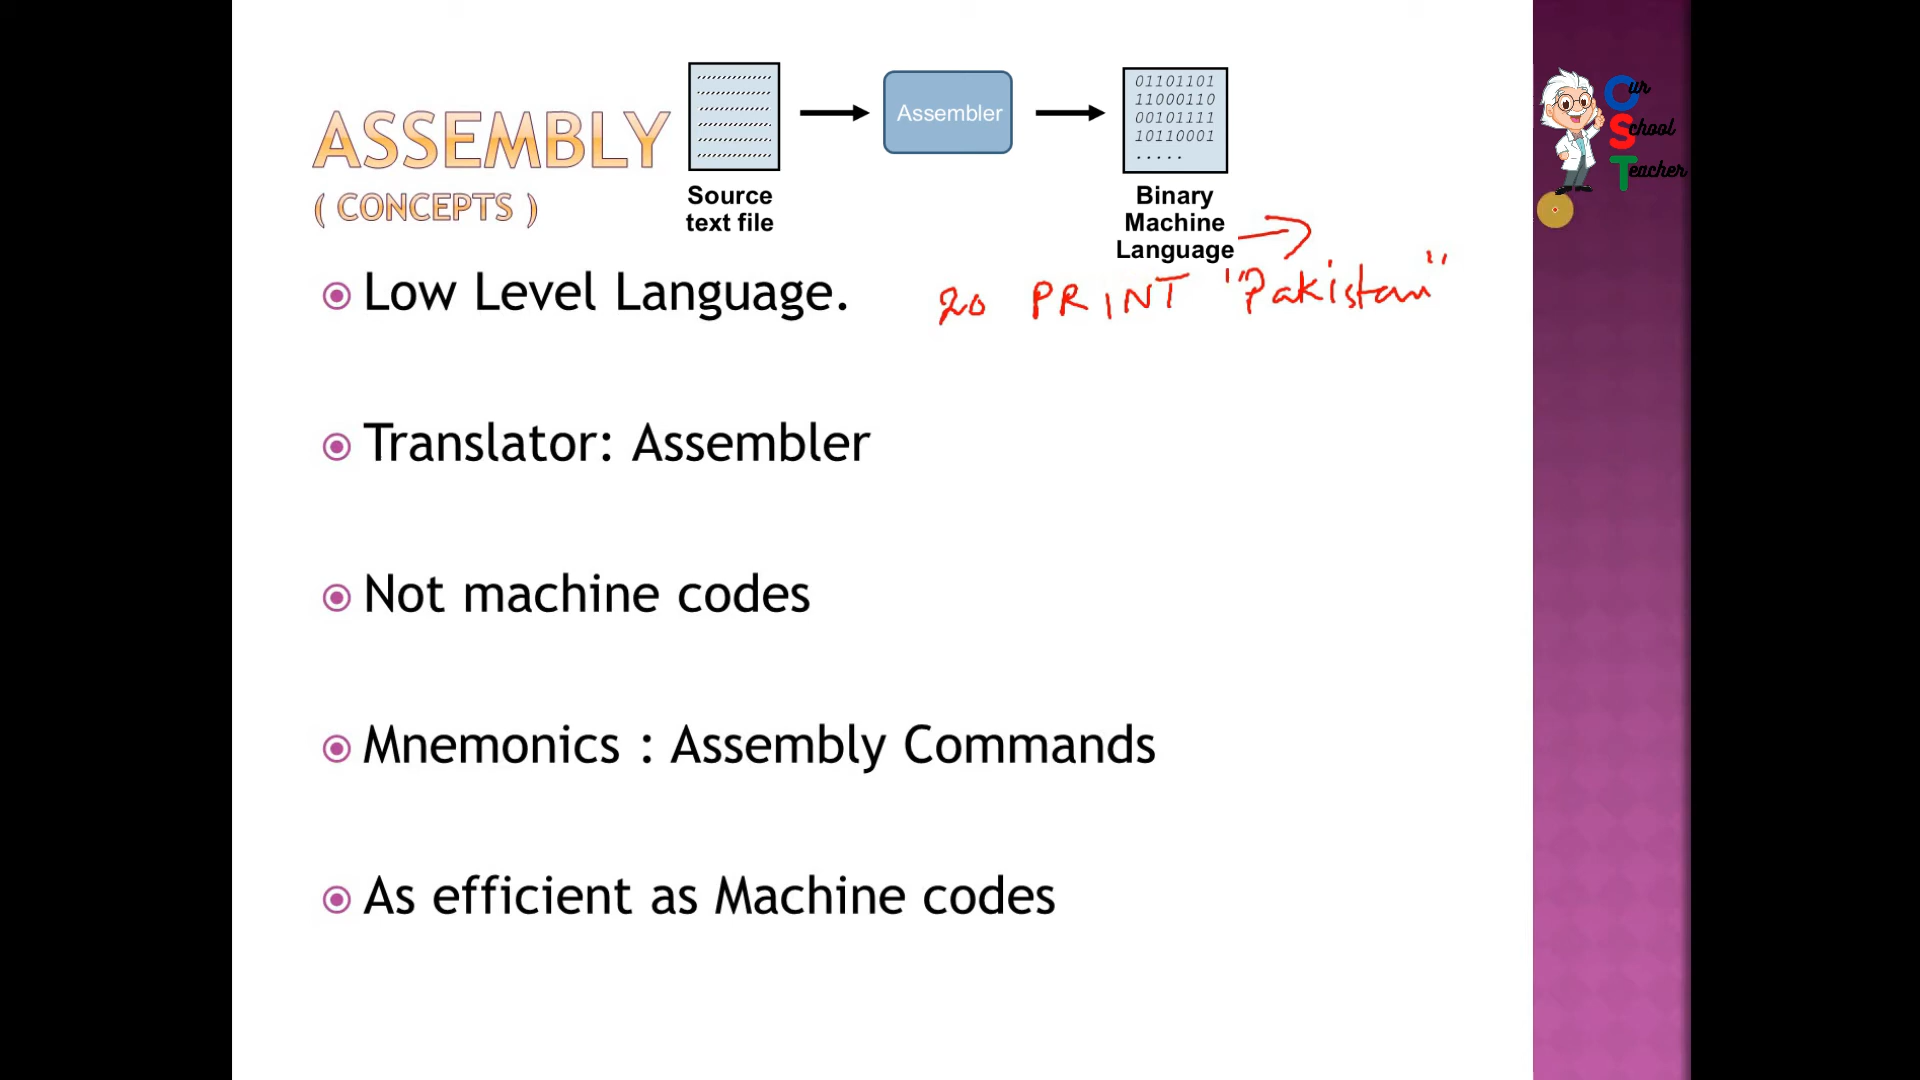 ASSEMBLY
( CONCEPTS )
Source
text file
Assembler
01101101
11000110
00101111
10110001
.....
Binary
Machine
Language
Our
School
Teacher
Low Level Language.
20 PRINT "Pakistan"
Translator: Assembler
Not machine codes
Mnemonics : Assembly Commands
As efficient as Machine codes